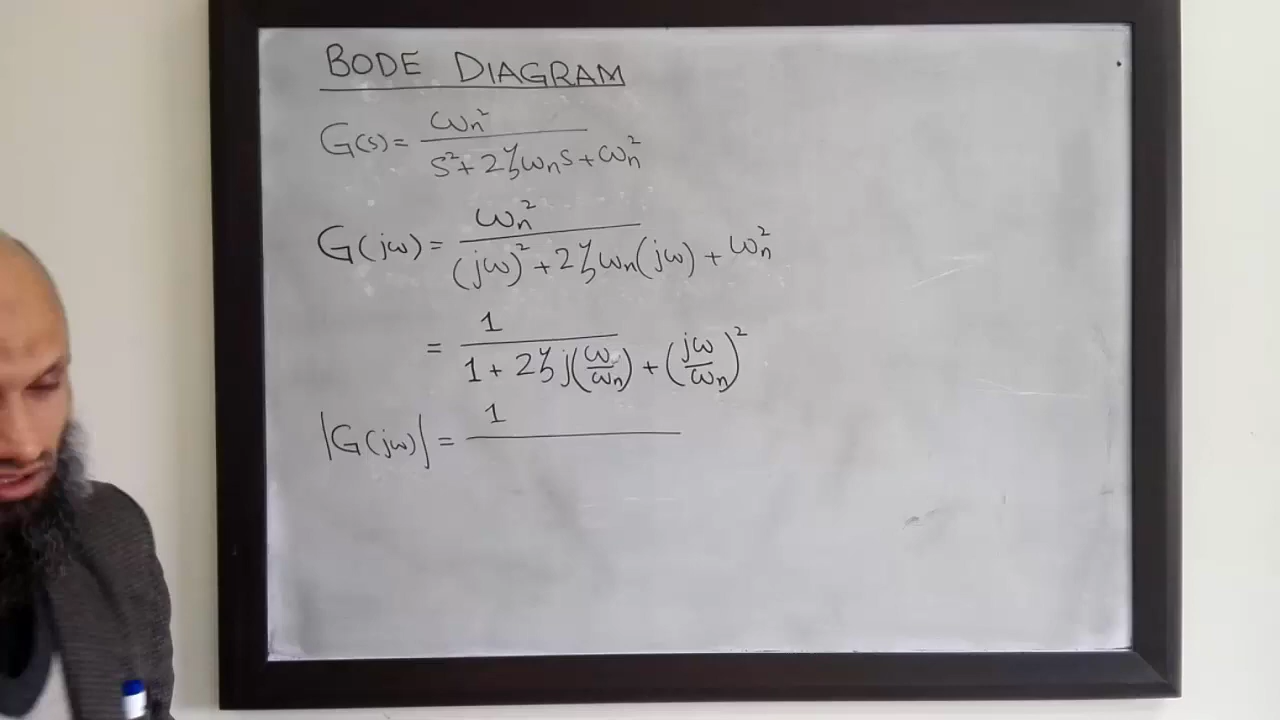 BODE DIAGRAM
G(s) = ωn² / (s² + 2ζωns + ωn²)
G(jω) = ωn² / ((jω)² + 2ζωn(jω) + ωn²)
= 1 / (1 + 2ζj(ω/ωn) + (jω/ωn)²)
|G(jω)| = 1